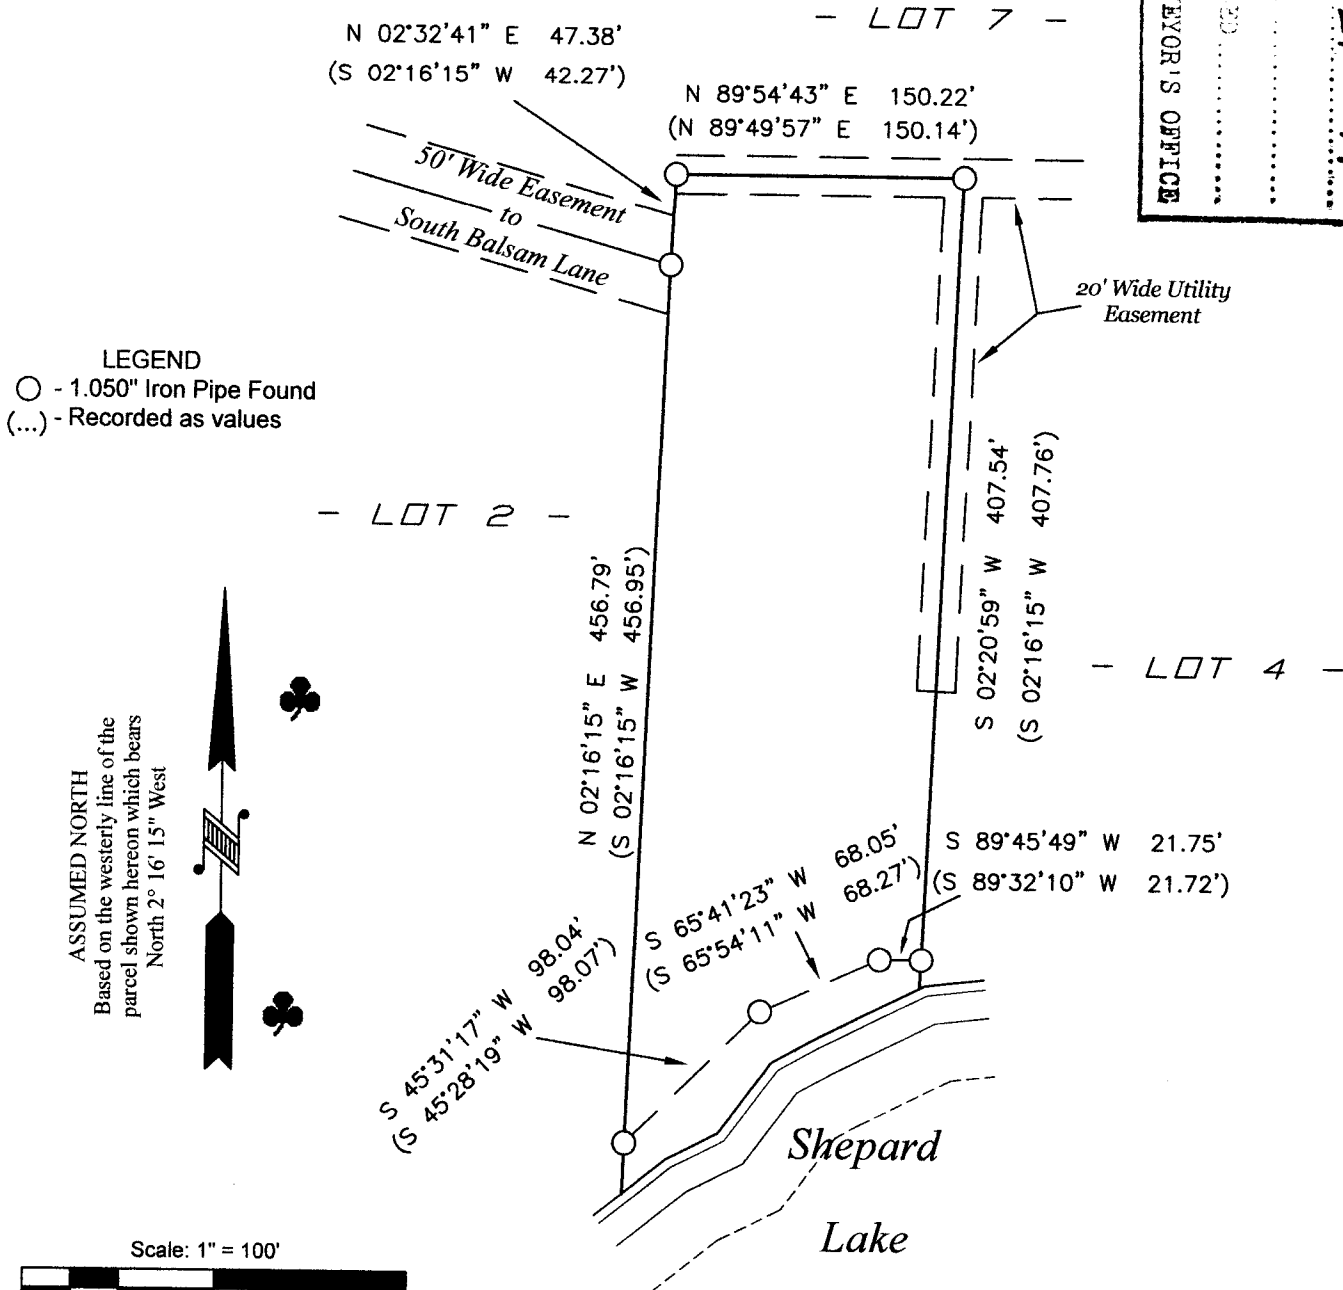 - LOT 7 -
N 02°32'41" E 47.38'
(S 02°16'15" W 42.27')
N 89°54'43" E 150.22'
(N 89°49'57" E 150.14')
EYOR'S OFFICE
50' Wide Easement
to
South Balsam Lane
20' Wide Utility
Easement
LEGEND
- 1.050" Iron Pipe Found
(...) - Recorded as values
- LOT 2 -
S 02°20'59" W 407.54'
(S 02°16'15" W 407.76')
N 02°16'15" E 456.79'
(S 02°16'15" W 456.95')
- LOT 4 -
ASSUMED NORTH
Based on the westerly line of the
parcel shown hereon which bears
North 2° 16' 15" West
S 89°45'49" W 21.75'
(S 89°32'10" W 21.72')
S 65°41'23" W 68.05'
(S 65°54'11" W 68.27')
S 45°31'17" W 98.04'
(S 45°28'19" W 98.07')
Shepard
Lake
Scale: 1" = 100'